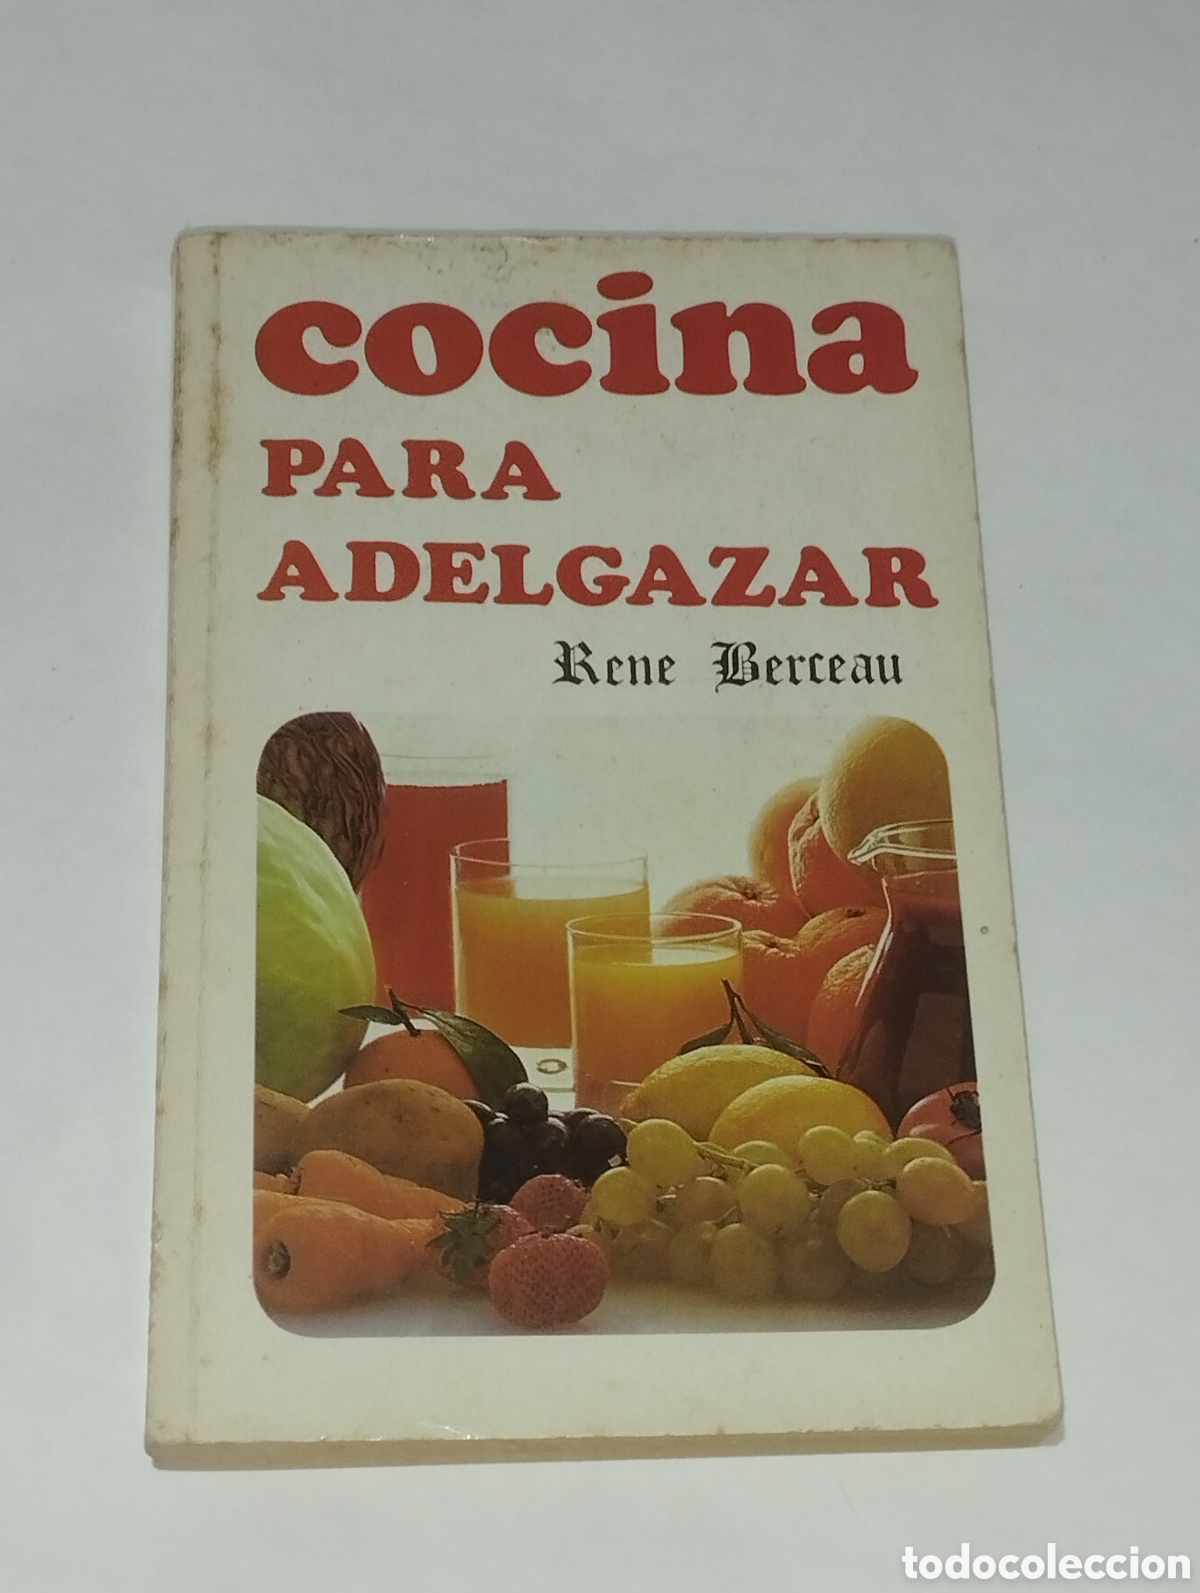 cocina
PARA
ADELGAZAR
Rene Berceau
todocoleccion